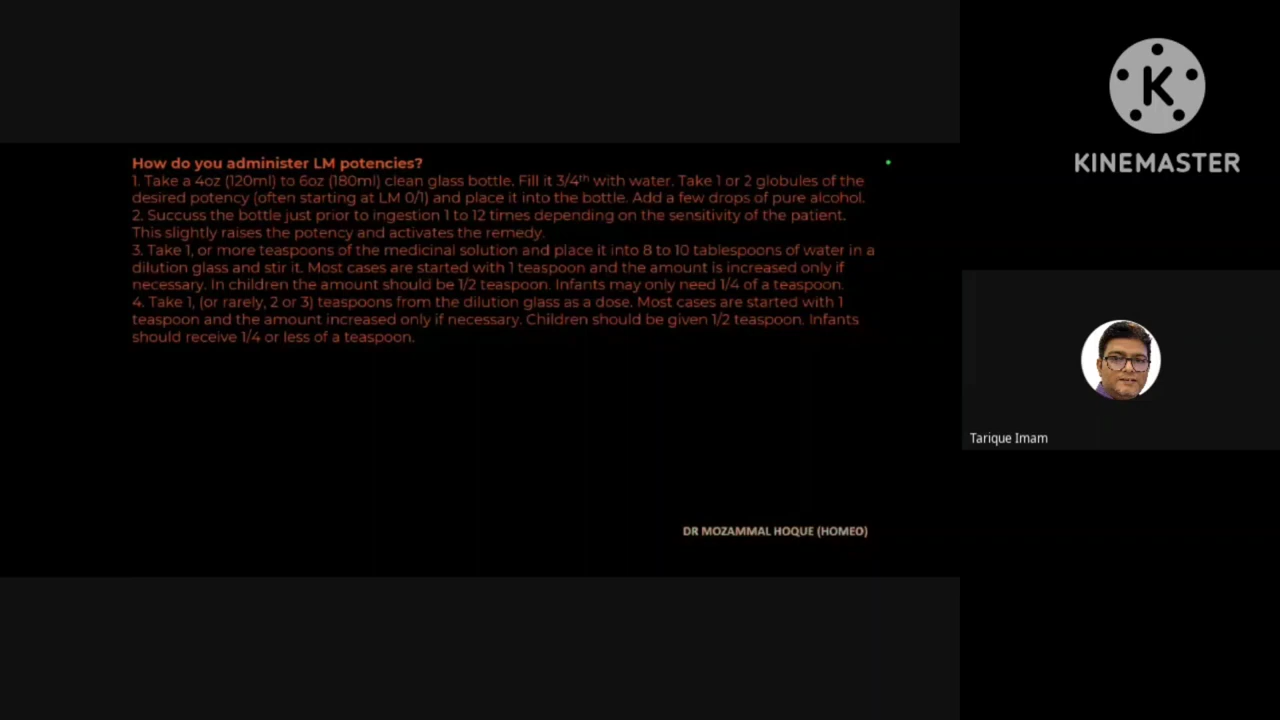 How do you administer LM potencies?
1. Take a 4oz (120ml) to 6oz (180ml) clean glass bottle. Fill it 3/4th with water. Take 1 or 2 globules of the
desired potency (often starting at LM 0/1) and place it into the bottle. Add a few drops of pure alcohol.
2. Succuss the bottle just prior to ingestion 1 to 12 times depending on the sensitivity of the patient.
This slightly raises the potency and activates the remedy.
3. Take 1, or more teaspoons of the medicinal solution and place it into 8 to 10 tablespoons of water in a
dilution glass and stir it. Most cases are started with 1 teaspoon and the amount is increased only if
necessary. In children the amount should be 1/2 teaspoon. Infants may only need 1/4 of a teaspoon.
4. Take 1, (or rarely, 2 or 3) teaspoons from the dilution glass as a dose. Most cases are started with 1
teaspoon and the amount increased only if necessary. Children should be given 1/2 teaspoon. Infants
should receive 1/4 or less of a teaspoon.
DR MOZAMMAL HOQUE (HOMEO)
K
KINEMASTER
Tarique Imam